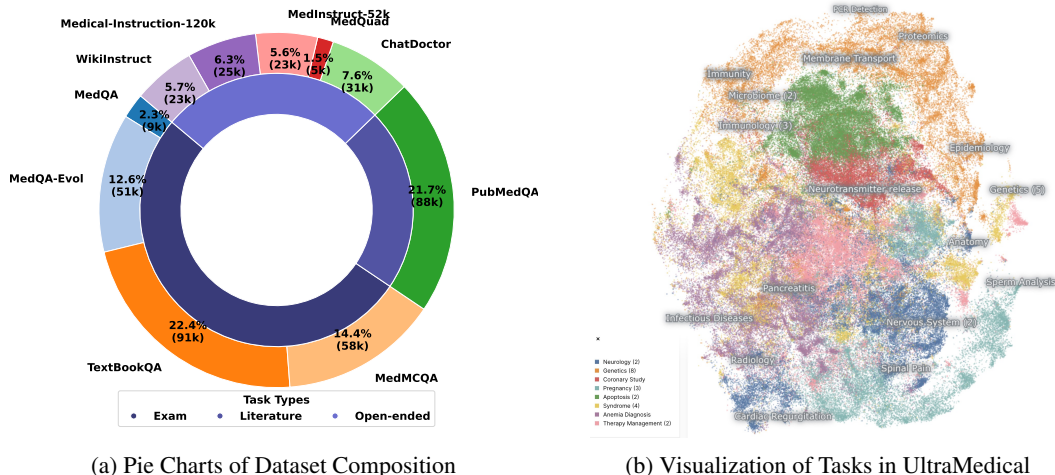 MedInstruct-52k
Medical-Instruction-120k
MedQuad
ChatDoctor
WikiInstruct
MedQA
MedQA-Evol
PubMedQA
TextBookQA
MedMCQA
5.6%
(23k)
1.5%
(5k)
6.3%
(25k)
7.6%
(31k)
5.7%
(23k)
2.3%
(9k)
12.6%
(51k)
21.7%
(88k)
22.4%
(91k)
14.4%
(58k)
Task Types
Exam Literature Open-ended
(a) Pie Charts of Dataset Composition
PCR Detection
Proteomics
Membrane Transport
Immunity
Microbiome (2)
Immunology (3)
Epidemiology
Neurotransmitter release
Genetics (5)
Anatomy
Sperm Analysis
Pancreatitis
Infectious Diseases
Nervous System (2)
Radiology
Spinal Pain
Cardiac Regurgitation
Neurology (2)
Genetics (8)
Coronary Study
Pregnancy (3)
Apoptosis (2)
Syndrome (4)
Anemia Diagnosis
Therapy Management (2)
(b) Visualization of Tasks in UltraMedical